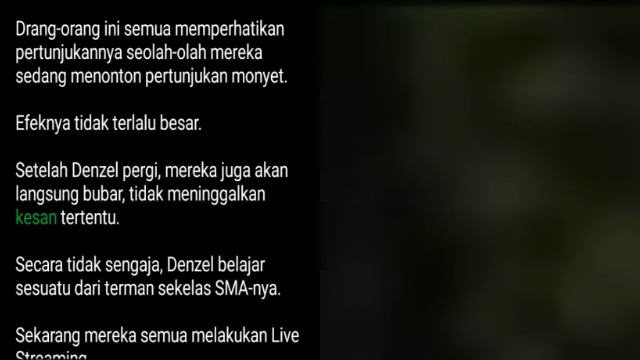 Drang-orang ini semua memperhatikan
pertunjukannya seolah-olah mereka
sedang menonton pertunjukan monyet.
Efeknya tidak terlalu besar.
Setelah Denzel pergi, mereka juga akan
langsung bubar, tidak meninggalkan
kesan tertentu.
Secara tidak sengaja, Denzel belajar
sesuatu dari terman sekelas SMA-nya.
Sekarang mereka semua melakukan Live
Streaming